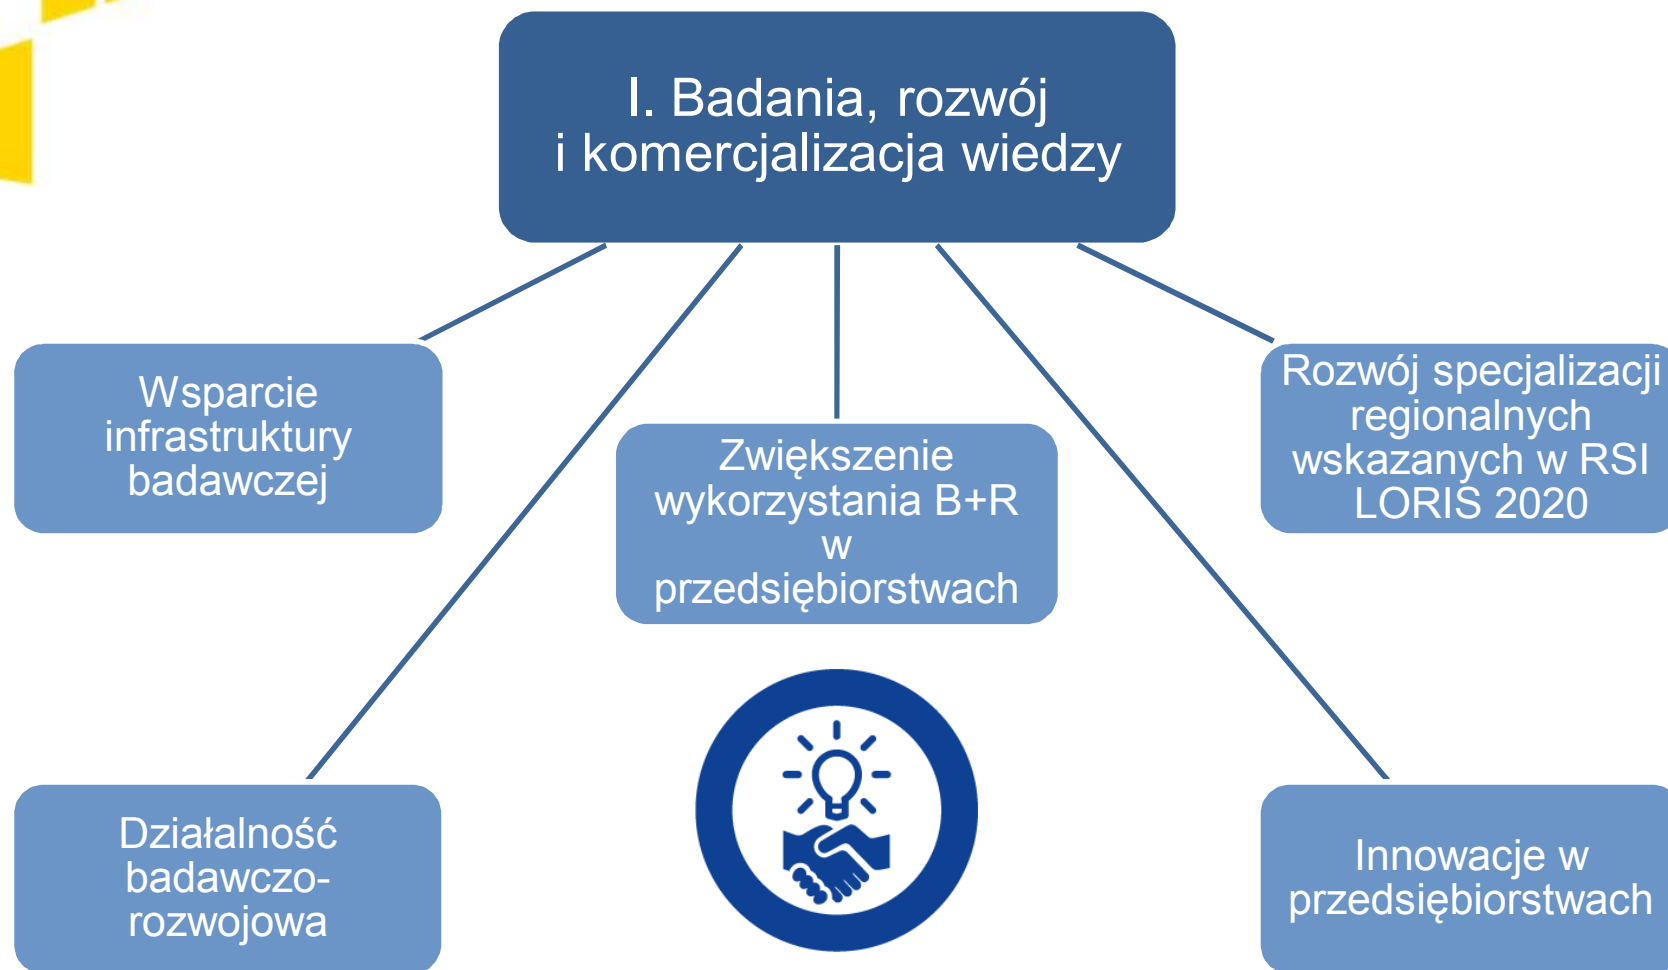 I. Badania, rozwój
i komercjalizacja wiedzy
Wsparcie
infrastruktury
badawczej
Zwiększenie
wykorzystania B+R
w
przedsiębiorstwach
Rozwój specjalizacji
regionalnych
wskazanych w RSI
LORIS 2020
Działalność
badawczo-
rozwojowa
Innowacje w
przedsiębiorstwach